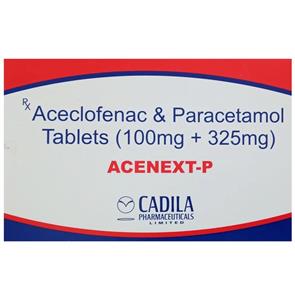 Rx Aceclofenac & Paracetamol
Tablets (100mg + 325mg)
ACENEXT-P
CADILA
PHARMACEUTICALS
LIMITED